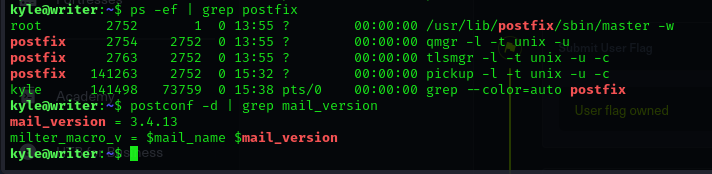 kyle@writer:~$ ps -ef | grep postfix
root        2752       1  0 13:55 ?        00:00:00 /usr/lib/postfix/sbin/master -w
postfix     2754    2752  0 13:55 ?        00:00:00 qmgr -l -t unix -u
postfix     2763    2752  0 13:55 ?        00:00:00 tlsmgr -l -t unix -u -c
postfix   141263    2752  0 15:32 ?        00:00:00 pickup -l -t unix -u -c
kyle      141498   73759  0 15:38 pts/0    00:00:00 grep --color=auto postfix
kyle@writer:~$ postconf -d | grep mail_version
mail_version = 3.4.13
milter_macro_v = $mail_name $mail_version
kyle@writer:~$
Fortresses
Submit User Flag
Academy
User flag owned
Business